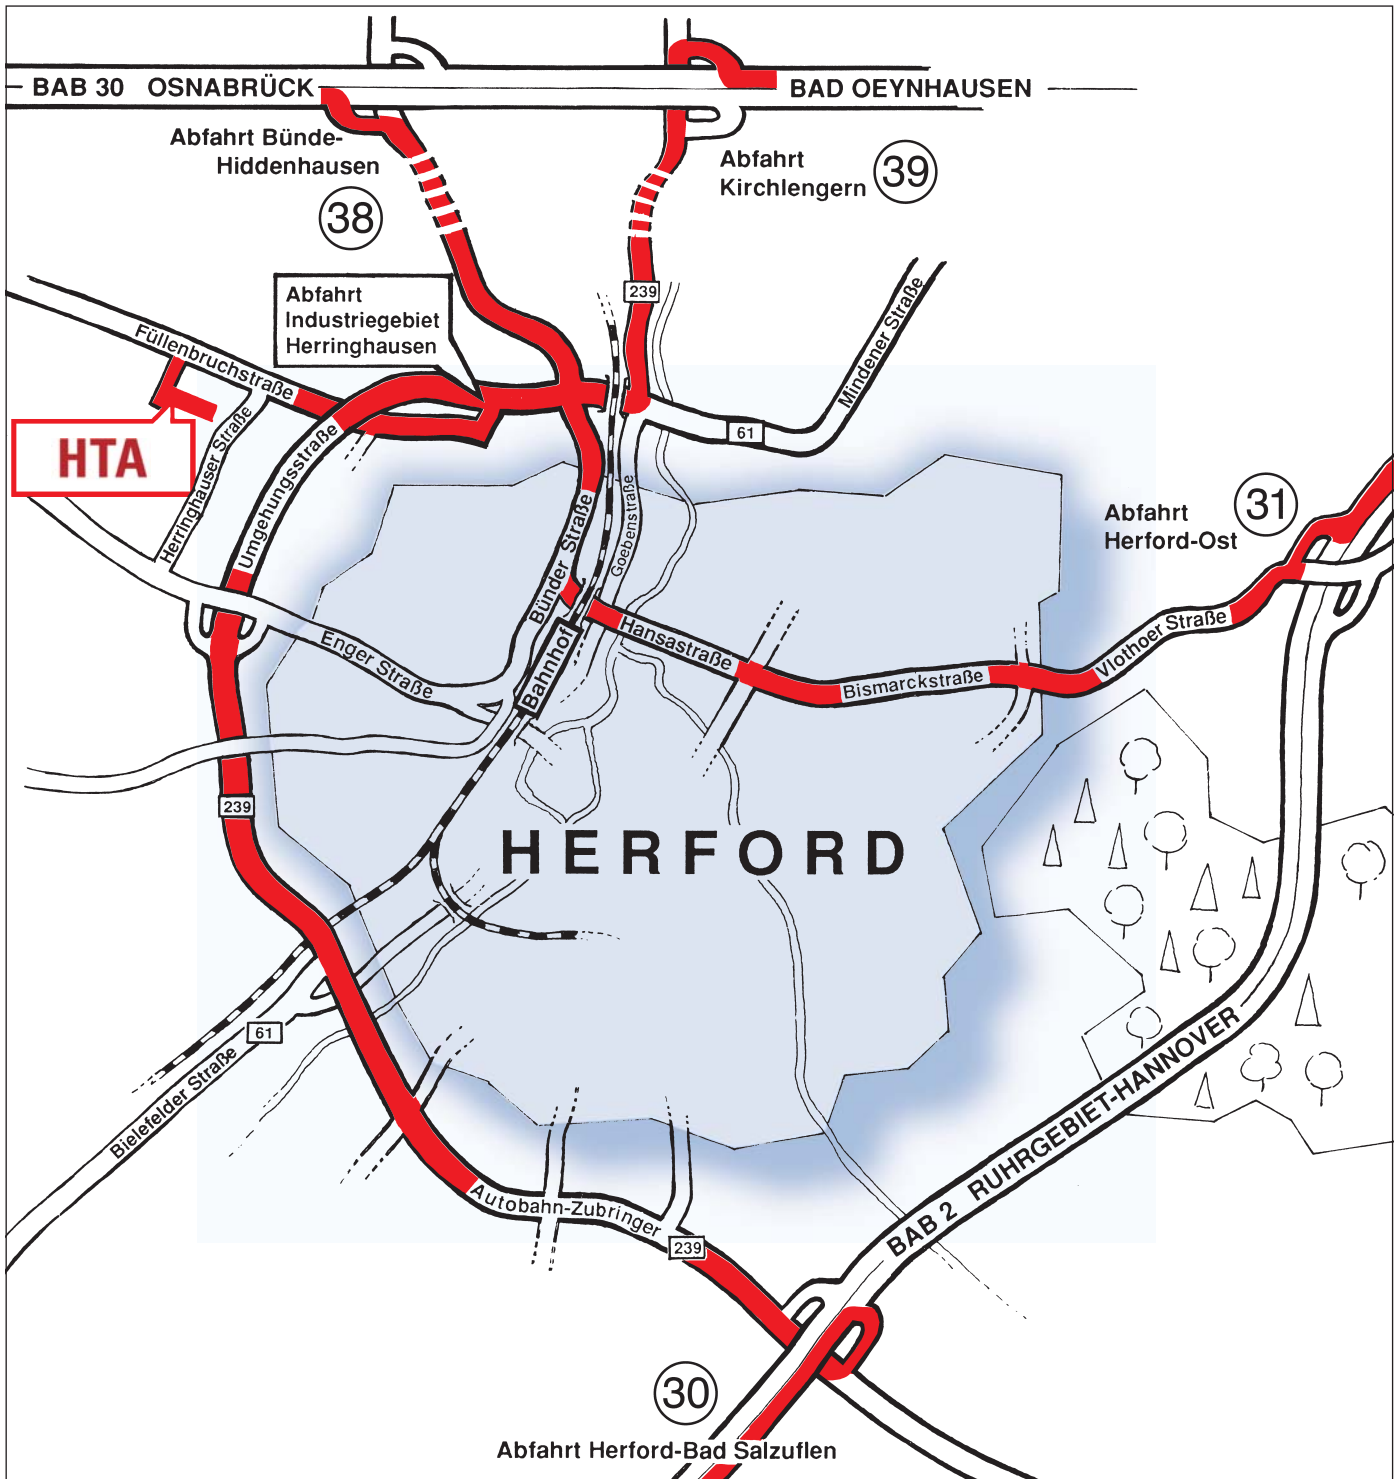 BAB 30 OSNABRÜCK
BAD OEYNHAUSEN
Abfahrt Bünde-
Hiddenhausen
38
Abfahrt
Kirchlengern
39
239
Abfahrt
Industriegebiet
Herringhausen
Füllenbruchstraße
Mindener Straße
61
HTA
Herringhauser Straße
Umgehungsstraße
Bünder Straße
Goebenstraße
Abfahrt
Herford-Ost
31
Hansastraße
Enger Straße
Bahnhof
Bismarckstraße
Vlothoer Straße
239
HERFORD
61
Bielefelder Straße
BAB 2 RUHRGEBIET-HANNOVER
Autobahn-Zubringer
239
30
Abfahrt Herford-Bad Salzuflen